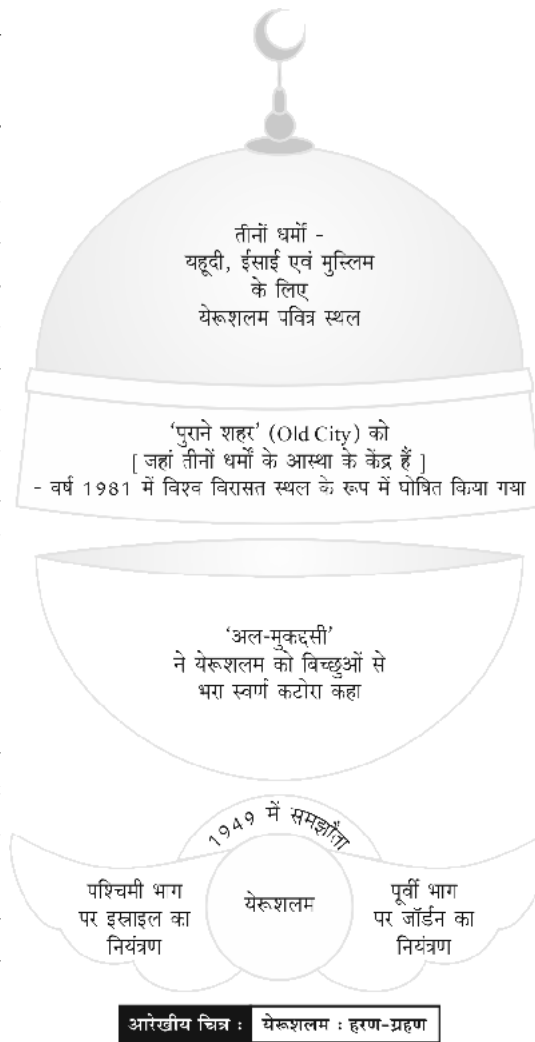 तीनों धर्मों -
यहूदी, ईसाई एवं मुस्लिम
के लिए
येरूशलम पवित्र स्थल
‘पुराने शहर’ (Old City) को
[ जहां तीनों धर्मों के आस्था के केंद्र हैं ]
- वर्ष 1981 में विश्व विरासत स्थल के रूप में घोषित किया गया
‘अल-मुकद्दसी’
ने येरूशलम को बिच्छुओं से
भरा स्वर्ण कटोरा कहा
1949 में समझौता
पश्चिमी भाग
पर इस्राइल का
नियंत्रण
येरूशलम
पूर्वी भाग
पर जॉर्डन का
नियंत्रण
आरेखीय चित्र : येरूशलम : हरण-ग्रहण